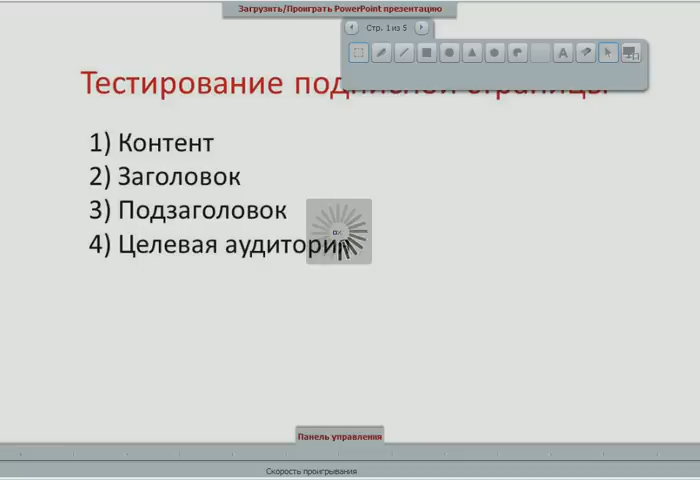 Загрузить/Проиграть PowerPoint презентацию
Стр. 1 из 5
A
Тестирование подписной страницы
1) Контент
2) Заголовок
3) Подзаголовок
0%
4) Целевая аудитория
Панель управления
Скорость проигрывания